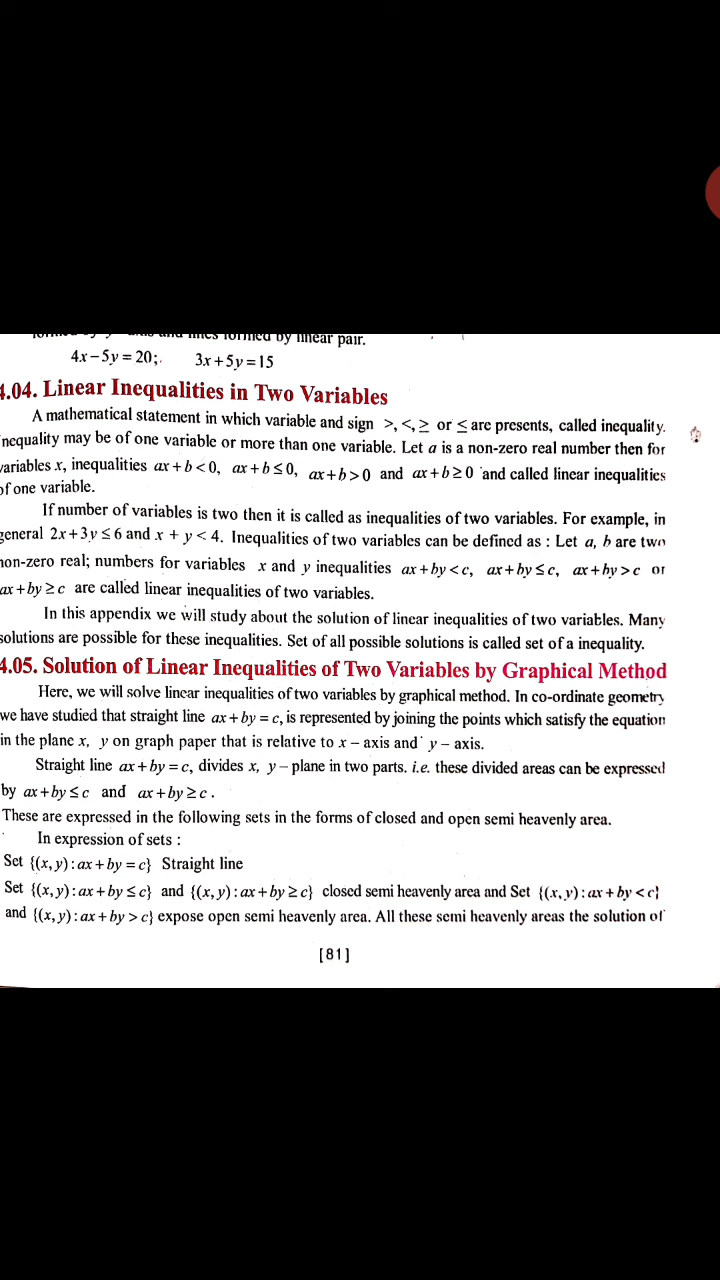 formed by y axis and lines formed by linear pair.
4x – 5y = 20;. 3x + 5y = 15
4.04. Linear Inequalities in Two Variables
A mathematical statement in which variable and sign >, <, ≥ or ≤ are presents, called inequality.
nequality may be of one variable or more than one variable. Let a is a non-zero real number then for
variables x, inequalities ax + b < 0, ax + b ≤ 0, ax + b > 0 and ax + b ≥ 0 and called linear inequalities
of one variable.
If number of variables is two then it is called as inequalities of two variables. For example, in
general 2x + 3y ≤ 6 and x + y < 4. Inequalities of two variables can be defined as : Let a, b are two
non-zero real; numbers for variables x and y inequalities ax + by < c, ax + by ≤ c, ax + by > c or
ax + by ≥ c are called linear inequalities of two variables.
In this appendix we will study about the solution of linear inequalities of two variables. Many
solutions are possible for these inequalities. Set of all possible solutions is called set of a inequality.
4.05. Solution of Linear Inequalities of Two Variables by Graphical Method
Here, we will solve linear inequalities of two variables by graphical method. In co-ordinate geometry
we have studied that straight line ax + by = c, is represented by joining the points which satisfy the equation
in the plane x, y on graph paper that is relative to x – axis and y – axis.
Straight line ax + by = c, divides x, y – plane in two parts. i.e. these divided areas can be expressed
by ax + by ≤ c and ax + by ≥ c .
These are expressed in the following sets in the forms of closed and open semi heavenly area.
In expression of sets :
Set {(x, y) : ax + by = c} Straight line
Set {(x, y) : ax + by ≤ c} and {(x, y) : ax + by ≥ c} closed semi heavenly area and Set {(x, y) : ax + by < c}
and {(x, y) : ax + by > c} expose open semi heavenly area. All these semi heavenly areas the solution of
[81]